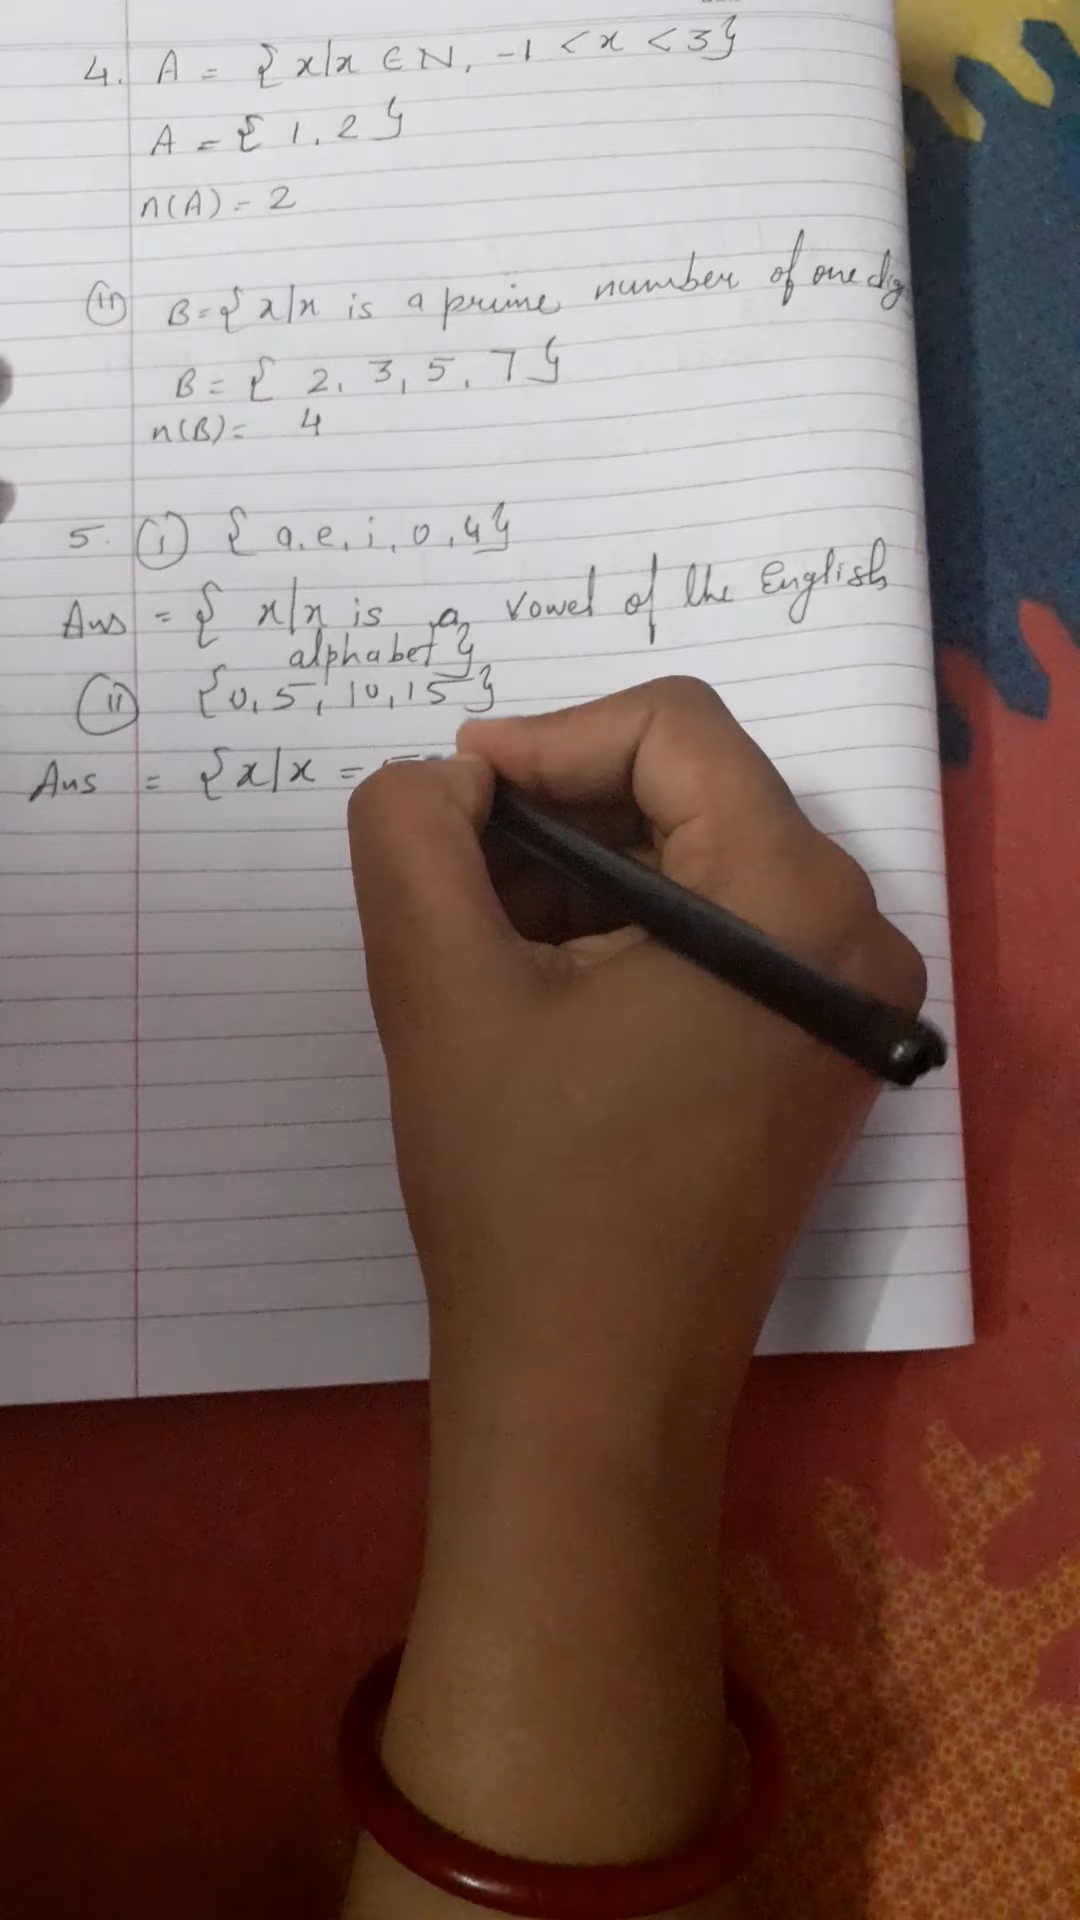 4. A = {x/x ∈ N, -1 < x < 3}
A = {1, 2}
n(A) = 2
(ii) B = {x/x is a prime number of one dig
B = { 2, 3, 5, 7}
n(B) = 4
5. (i) { a, e, i, o, u}
Ans = { x/x is a vowel of the English
alphabet }
(ii) {0, 5, 10, 15}
Ans = {x/x =